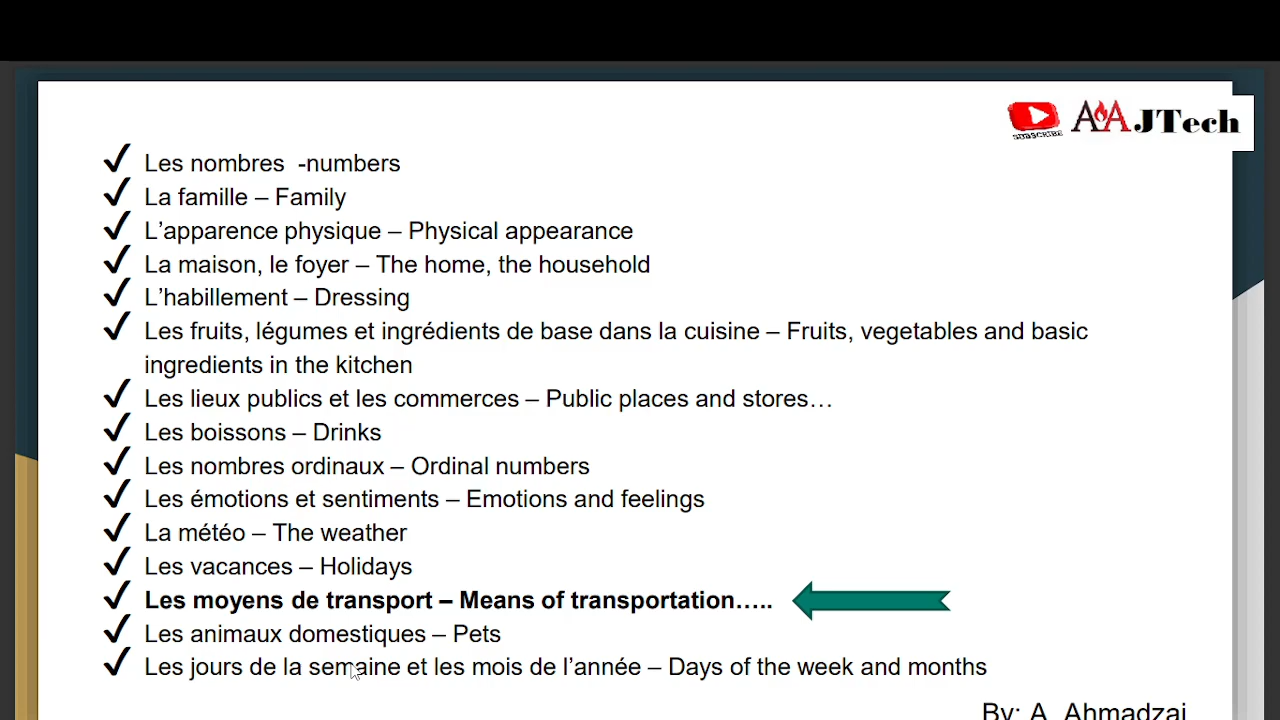 SUBSCRIBE AAJTech
Les nombres -numbers
La famille – Family
L’apparence physique – Physical appearance
La maison, le foyer – The home, the household
L’habillement – Dressing
Les fruits, légumes et ingrédients de base dans la cuisine – Fruits, vegetables and basic
ingredients in the kitchen
Les lieux publics et les commerces – Public places and stores…
Les boissons – Drinks
Les nombres ordinaux – Ordinal numbers
Les émotions et sentiments – Emotions and feelings
La météo – The weather
Les vacances – Holidays
Les moyens de transport – Means of transportation…..
Les animaux domestiques – Pets
Les jours de la semaine et les mois de l’année – Days of the week and months
By: A. Ahmadzai